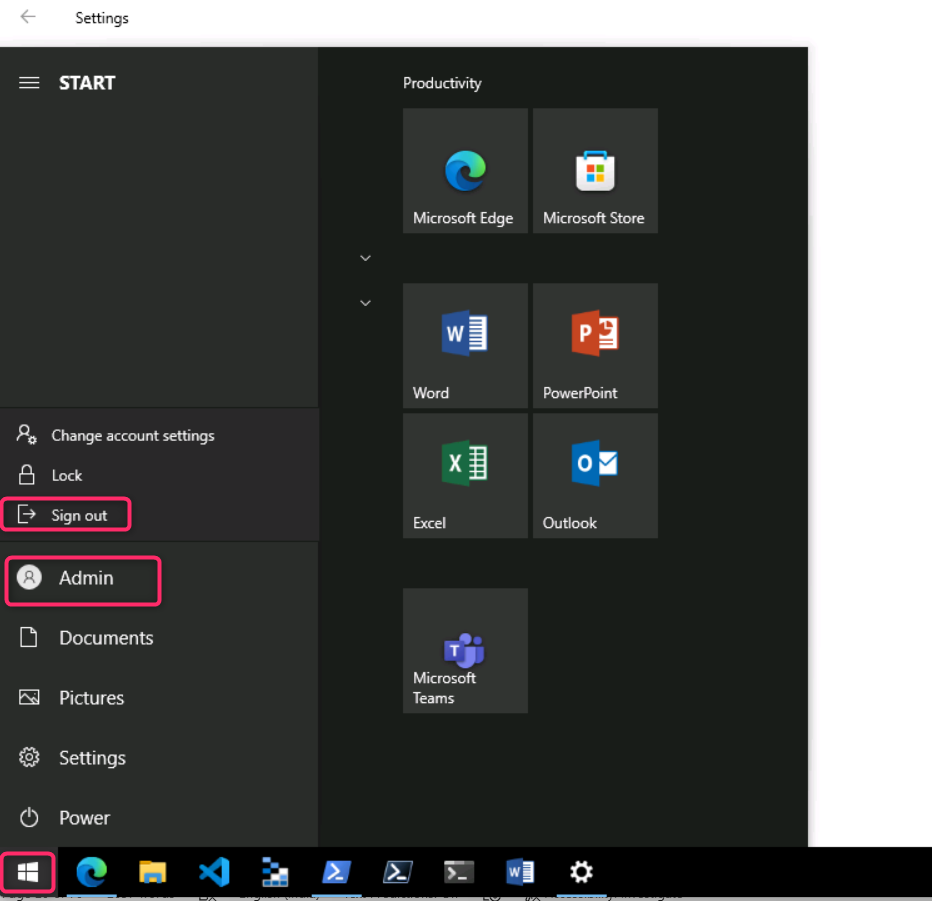 Settings
START
Productivity
Microsoft Edge
Microsoft Store
Word
PowerPoint
Excel
Outlook
Microsoft
Teams
Change account settings
Lock
Sign out
Admin
Documents
Pictures
Settings
Power